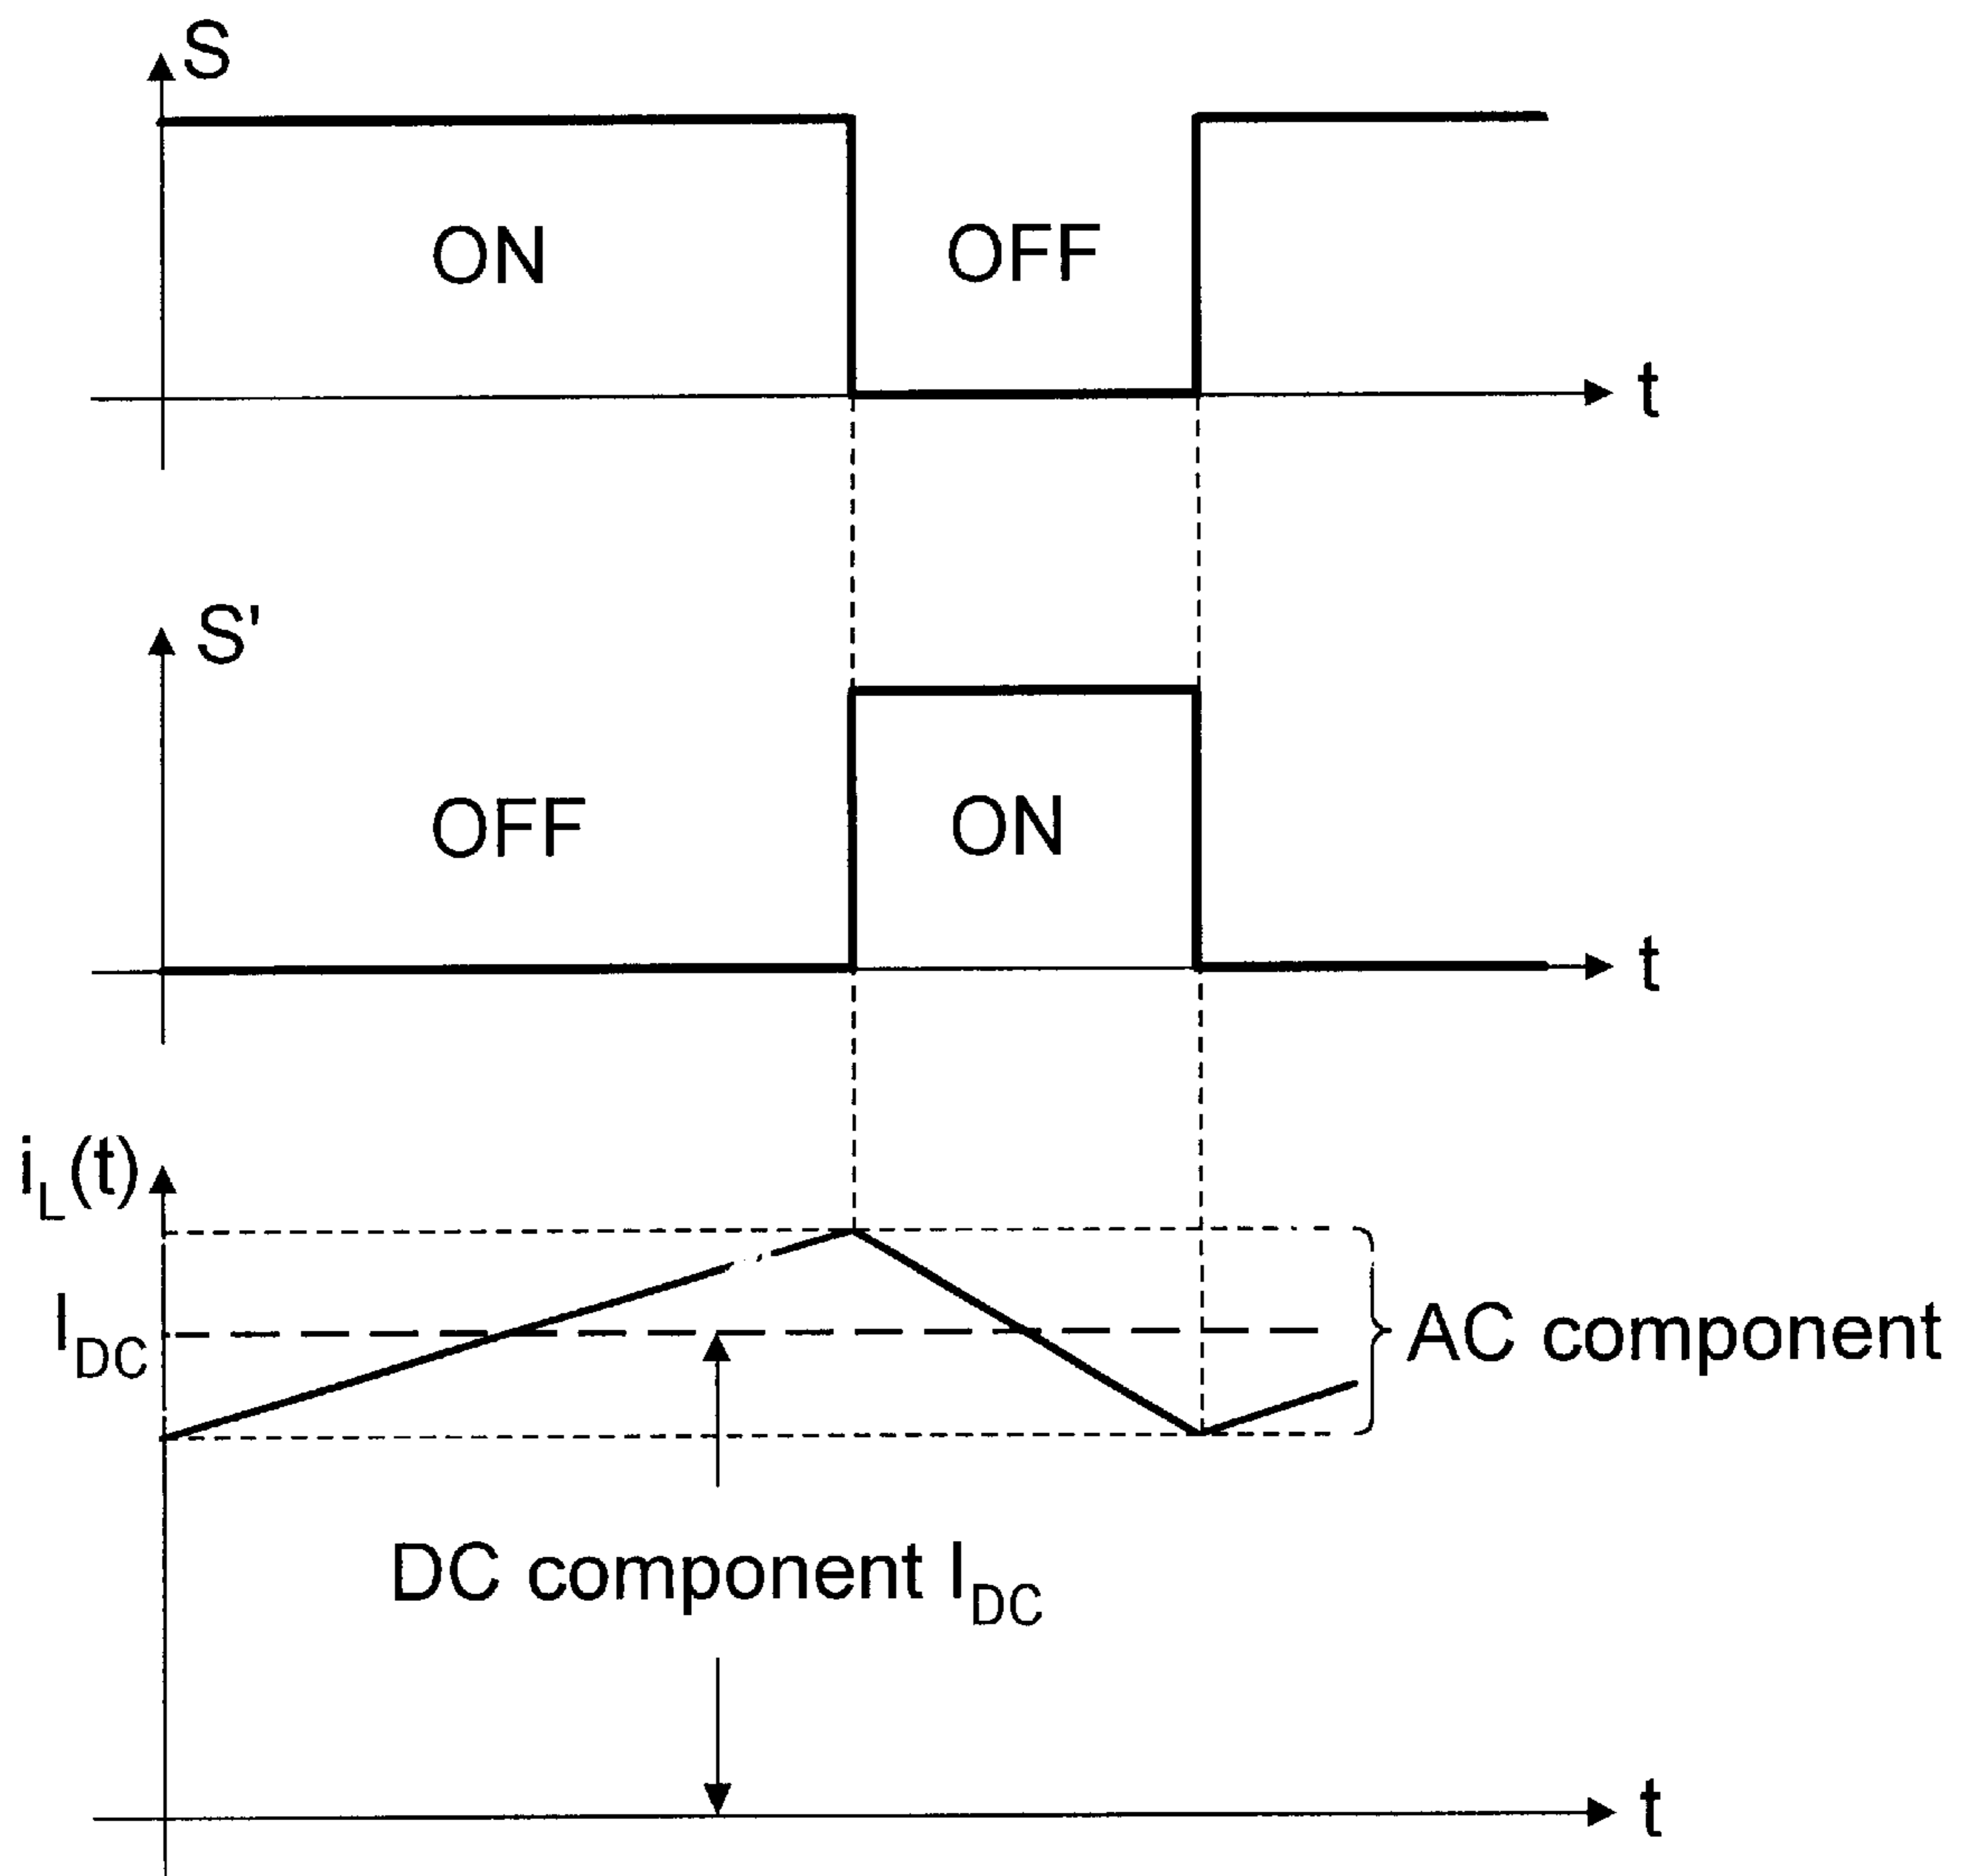 S
ON
OFF
t
S'
OFF
ON
t
iL(t)
IDC
AC component
DC component IDC
t